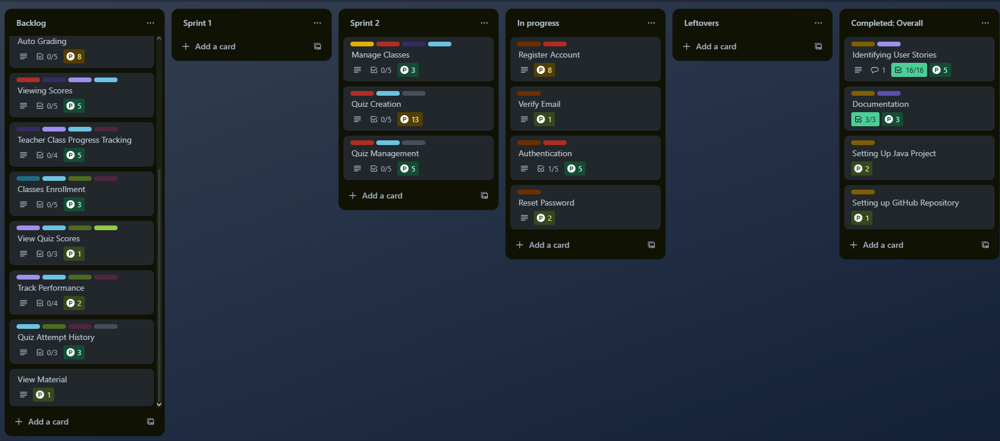 Backlog
Auto Grading
0/5 P 8
Viewing Scores
0/5 P 5
Teacher Class Progress Tracking
0/4 P 5
Classes Enrollment
0/5 P 3
View Quiz Scores
0/3 P 1
Track Performance
0/4 P 2
Quiz Attempt History
0/3 P 3
View Material
P 1
+ Add a card
Sprint 1
+ Add a card
Sprint 2
Manage Classes
0/5 P 3
Quiz Creation
0/5 P 13
Quiz Management
0/5 P 5
+ Add a card
In progress
Register Account
P 8
Verify Email
P 1
Authentication
1/5 P 5
Reset Password
P 2
+ Add a card
Leftovers
+ Add a card
Completed: Overall
Identifying User Stories
1 16/16 P 5
Documentation
3/3 P 3
Setting Up Java Project
P 2
Setting up GitHub Repository
P 1
+ Add a card